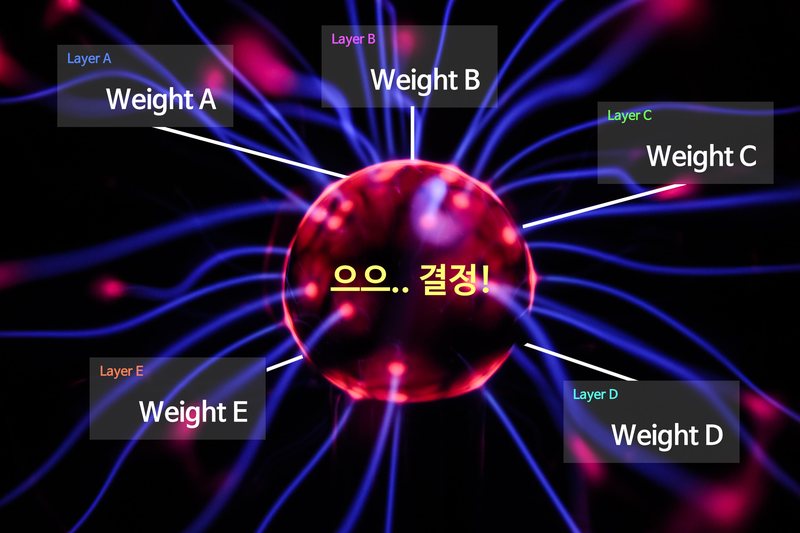 Layer A
Weight A
Layer B
Weight B
Layer C
Weight C
으으.. 결정!
Layer E
Weight E
Layer D
Weight D